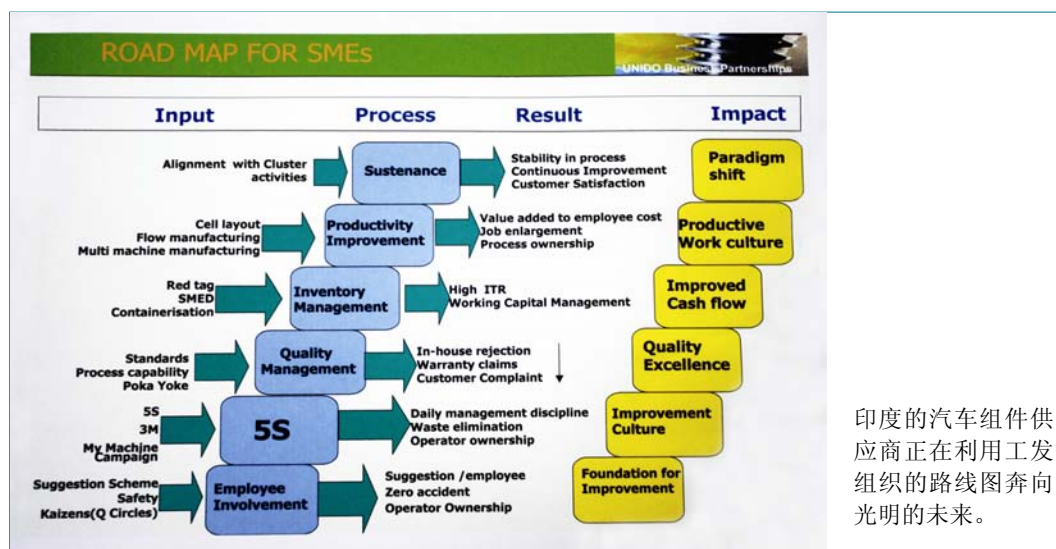 ROAD MAP FOR SMEs
UNIDO Business Partnerships
Input Process Result Impact
Alignment with Cluster
activities
Sustenance
Stability in process
Continuous Improvement
Customer Satisfaction
Paradigm
shift
Cell layout
Flow manufacturing
Multi machine manufacturing
Productivity
Improvement
Value added to employee cost
Job enlargement
Process ownership
Productive
Work culture
Red tag
SMED
Containerisation
Inventory
Management
High ITR
Working Capital Management
Improved
Cash flow
Standards
Process capability
Poka Yoke
Quality
Management
In-house rejection
Warranty claims
Customer Complaint
Quality
Excellence
5S
3M
My Machine
Campaign
5S
Daily management discipline
Waste elimination
Operator ownership
Improvement
Culture
Suggestion Scheme
Safety
Kaizens(Q Circles)
Employee
Involvement
Suggestion /employee
Zero accident
Operator Ownership
Foundation for
Improvement
印度的汽车组件供
应商正在利用工发
组织的路线图奔向
光明的未来。